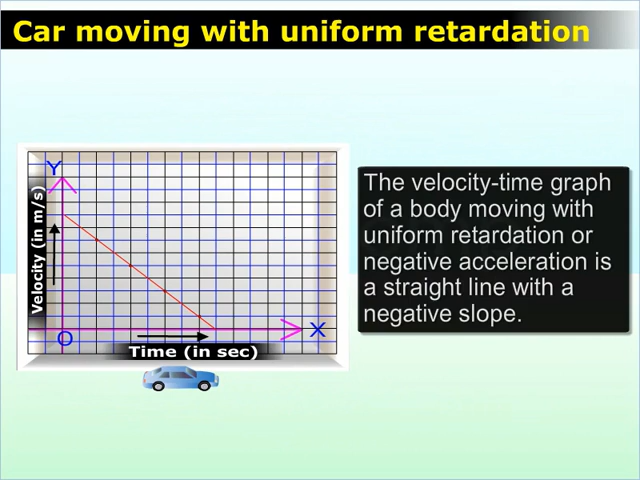 Car moving with uniform retardation
Y
Velocity (in m/s)
O
X
Time (in sec)
The velocity-time graph
of a body moving with
uniform retardation or
negative acceleration is
a straight line with a
negative slope.